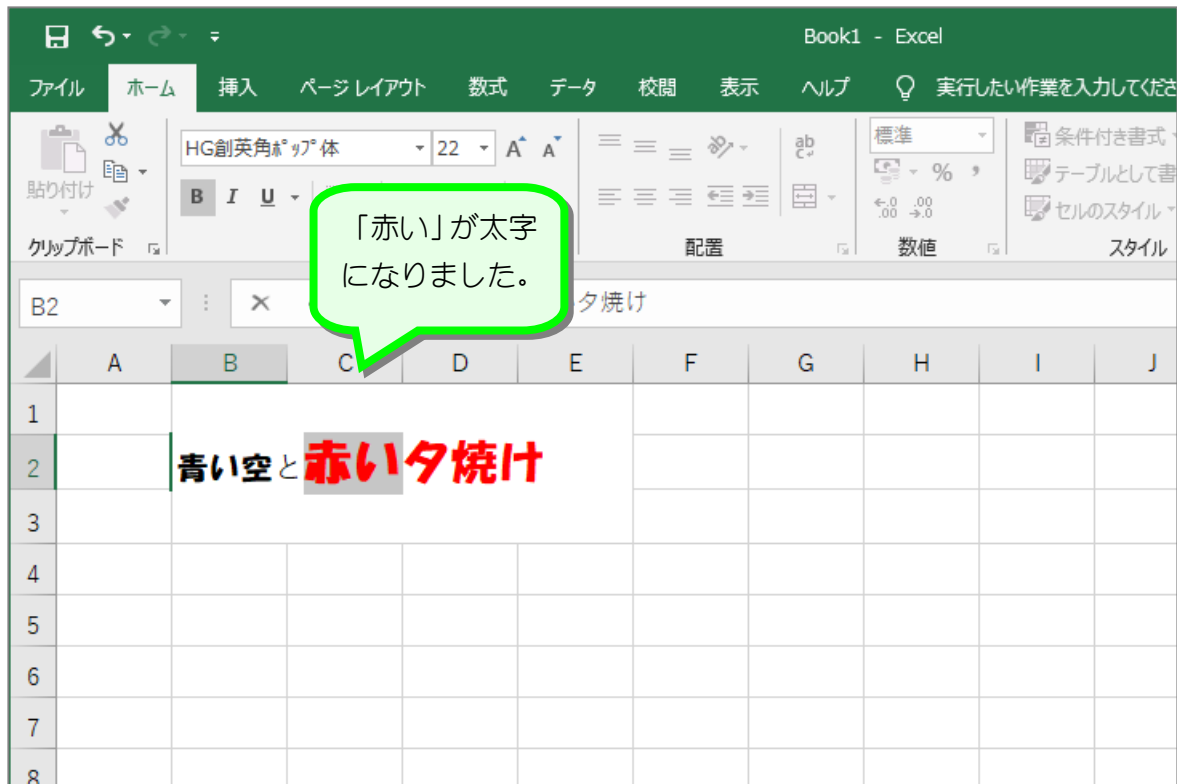 Book1 - Excel
ファイル ホーム 挿入 ページ レイアウト 数式 データ 校閲 表示 ヘルプ 実行したい作業を入力してくださ
HG創英角ﾎﾟｯﾌﾟ体 22 A A ab c 標準 条件付き書式
貼り付け B I U % テーブルとして書
.00 .0 .00 セルのスタイル
クリップボード 配置 数値 スタイル
「赤い」が太字
になりました。
B2 夕焼け
A B C D E F G H I J
1
2 青い空と赤い夕焼け
3
4
5
6
7
8